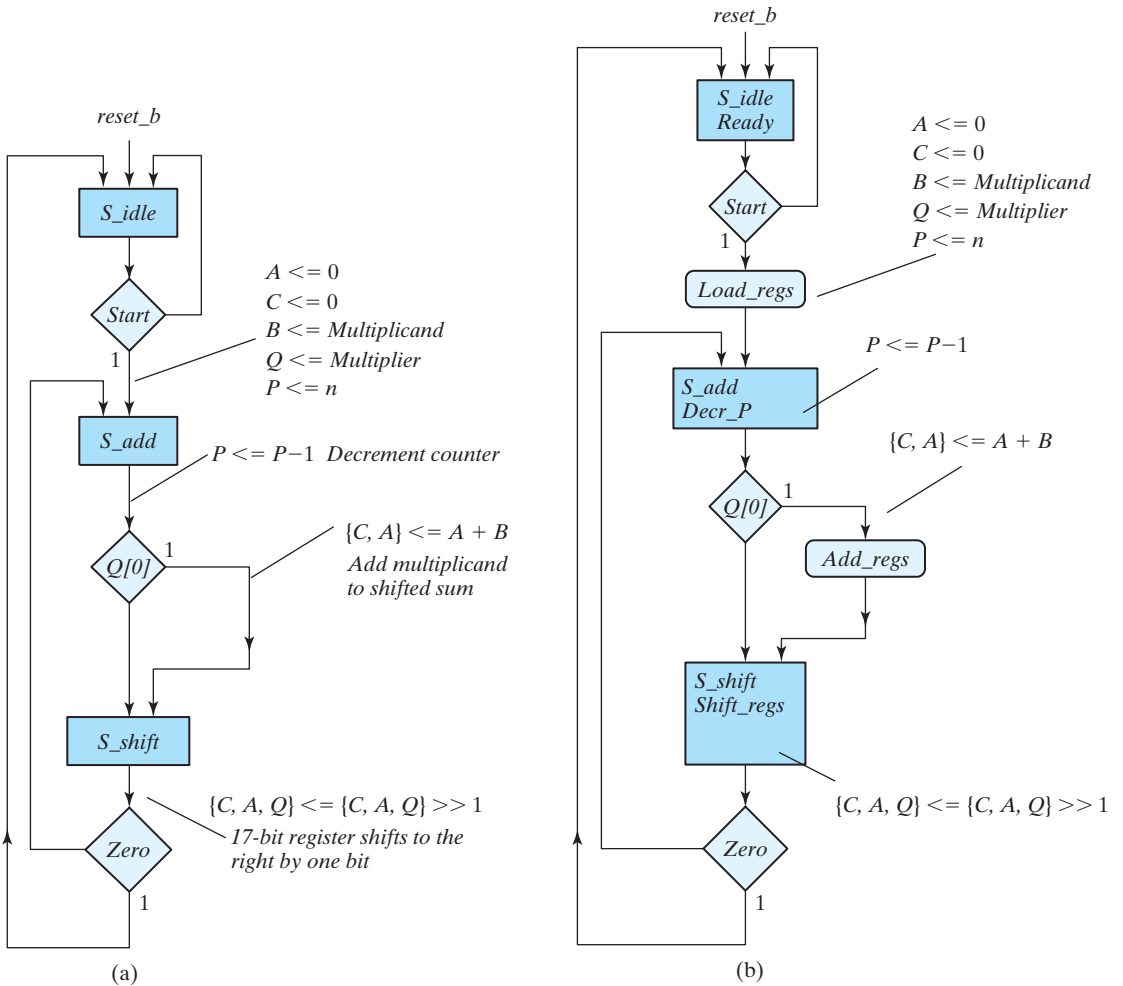 reset_b
S_idle
Start
1
A <= 0
C <= 0
B <= Multiplicand
Q <= Multiplier
P <= n
S_add
P <= P−1 Decrement counter
Q[0]
1
{C, A} <= A + B
Add multiplicand
to shifted sum
S_shift
{C, A, Q} <= {C, A, Q} >> 1
17-bit register shifts to the
right by one bit
Zero
1
(a)
reset_b
S_idle
Ready
Start
1
A <= 0
C <= 0
B <= Multiplicand
Q <= Multiplier
P <= n
Load_regs
P <= P−1
S_add
Decr_P
{C, A} <= A + B
Q[0]
1
Add_regs
S_shift
Shift_regs
{C, A, Q} <= {C, A, Q} >> 1
Zero
1
(b)